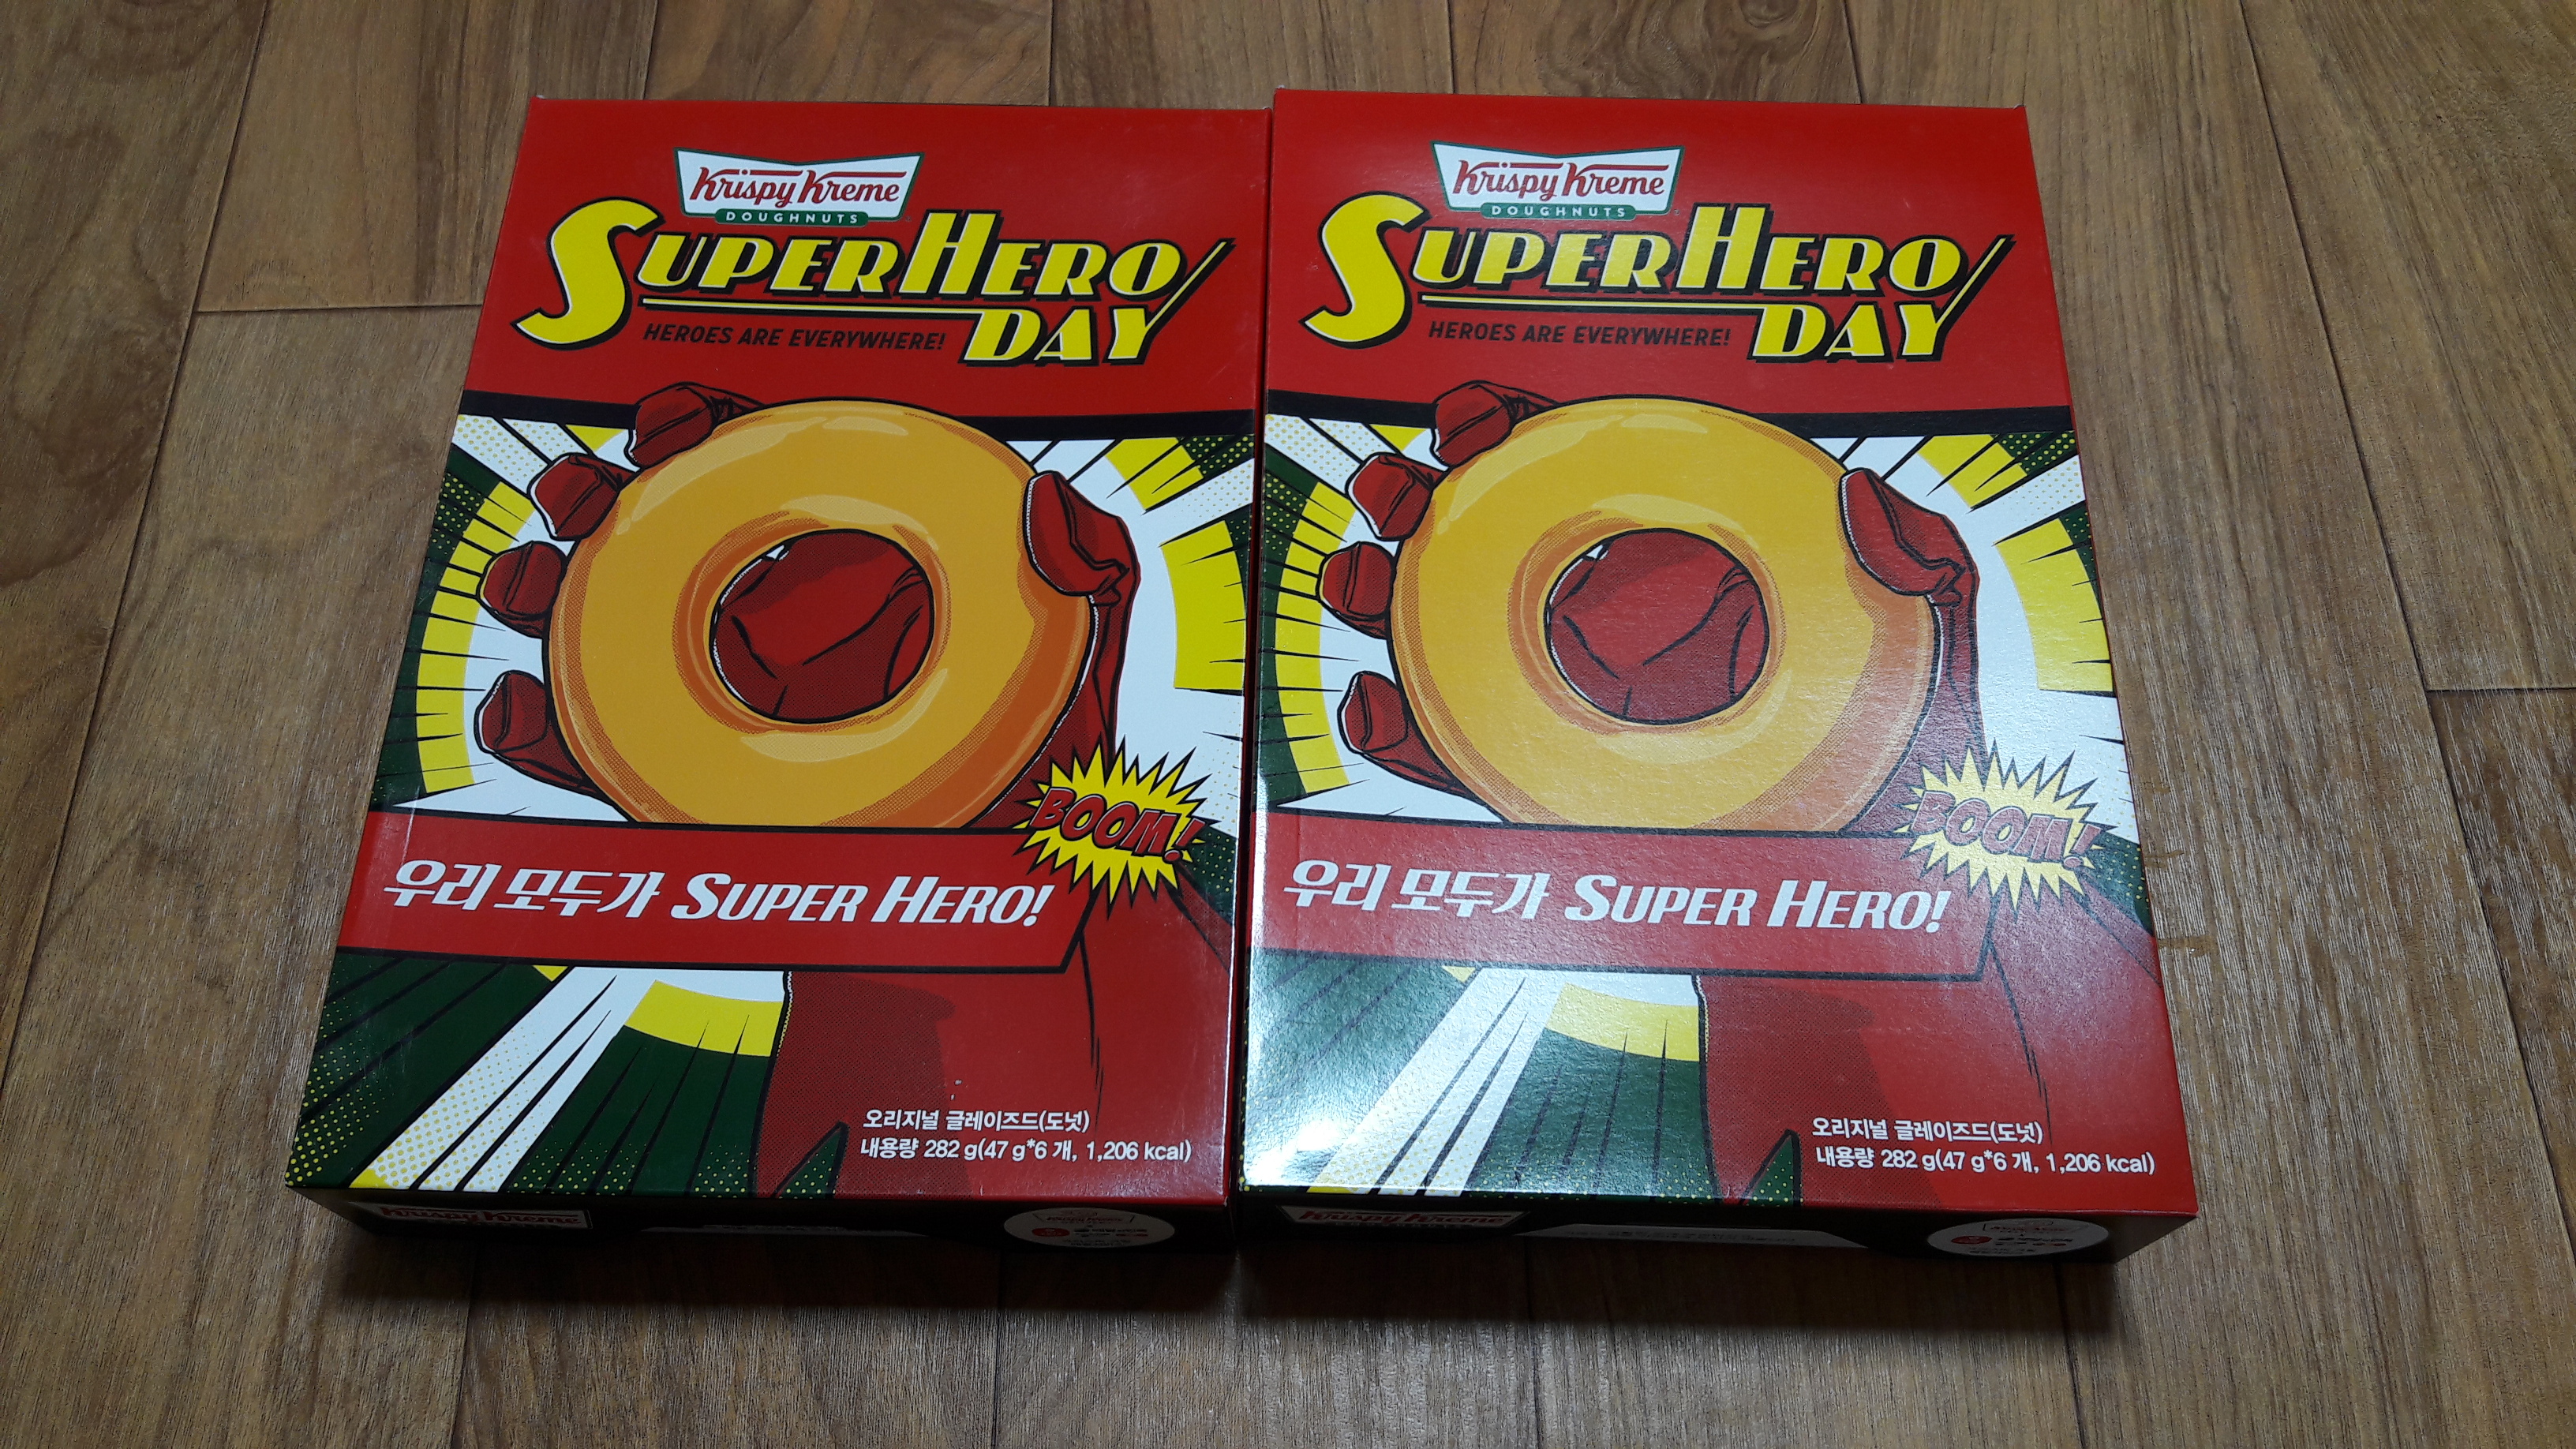 Krispy Kreme
DOUGHNUTS
SUPER HERO
DAY
HEROES ARE EVERYWHERE!
BOOM!
우리 모두가 SUPER HERO!
오리지널 글레이즈드(도넛)
내용량 282 g(47 g*6 개, 1,206 kcal)
Krispy Kreme
Krispy Kreme
DOUGHNUTS
SUPER HERO
DAY
HEROES ARE EVERYWHERE!
BOOM!
우리 모두가 SUPER HERO!
오리지널 글레이즈드(도넛)
내용량 282 g(47 g*6 개, 1,206 kcal)
Krispy Kreme